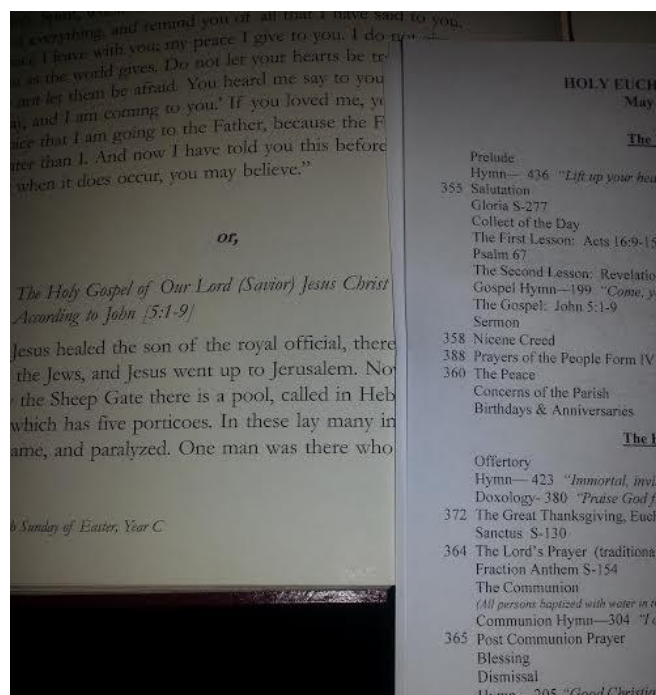 everything, and remind you of all that I have said to you.
I leave with you; my peace I give to you. I do not
as the world gives. Do not let your hearts be
not let them be afraid. You heard me say to you
and I am coming to you.' If you loved me,
that I am going to the Father, because the
than I. And now I have told you this before
when it does occur, you may believe."
or,
The Holy Gospel of Our Lord (Savior) Jesus Christ
According to John [5:1-9]
Jesus healed the son of the royal official, there
the Jews, and Jesus went up to Jerusalem.
the Sheep Gate there is a pool, called in Heb
which has five porticoes. In these lay many in
ame, and paralyzed. One man was there who
Sunday of Easter, Year C
HOLY EUCH
May
The
Prelude
Hymn— 436 "Lift up your hea
355 Salutation
Gloria S-277
Collect of the Day
The First Lesson: Acts 16:9-15
Psalm 67
The Second Lesson: Revelatio
Gospel Hymn—199 "Come, y
The Gospel: John 5:1-9
Sermon
358 Nicene Creed
388 Prayers of the People Form IV
360 The Peace
Concerns of the Parish
Birthdays & Anniversaries
The H
Offertory
Hymn— 423 "Immortal, invi
Doxology- 380 "Praise God f
372 The Great Thanksgiving, Euch
Sanctus S-130
364 The Lord's Prayer (traditiona
Fraction Anthem S-154
The Communion
(All persons baptized with water in t
Communion Hymn—304 "I c
365 Post Communion Prayer
Blessing
Dismissal
Hymn— 205 "Good Christia